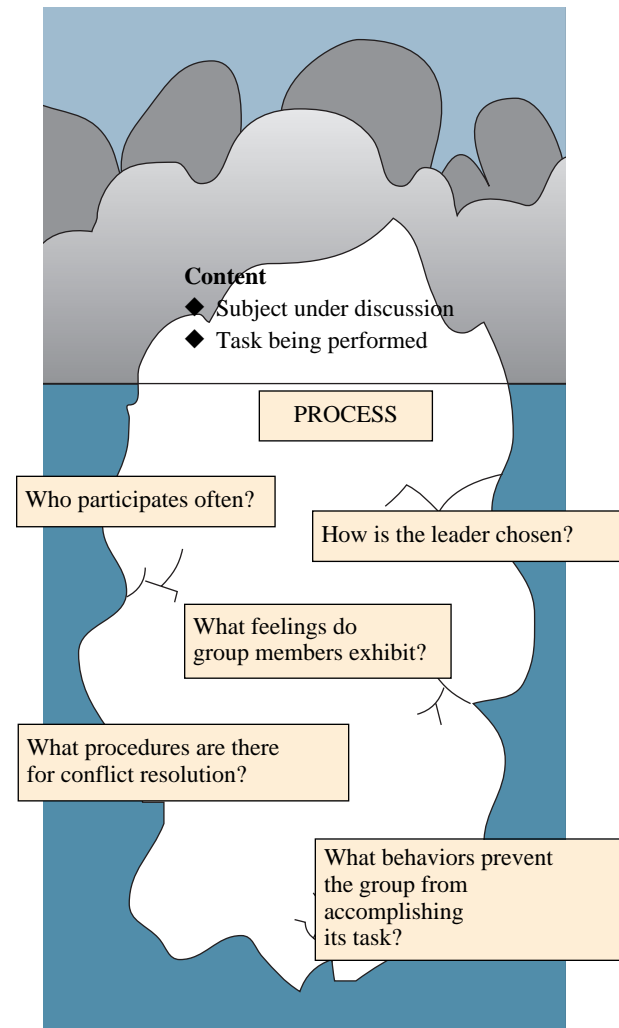 Content
◆ Subject under discussion
◆ Task being performed
PROCESS
Who participates often?
How is the leader chosen?
What feelings do
group members exhibit?
What procedures are there
for conflict resolution?
What behaviors prevent
the group from
accomplishing
its task?